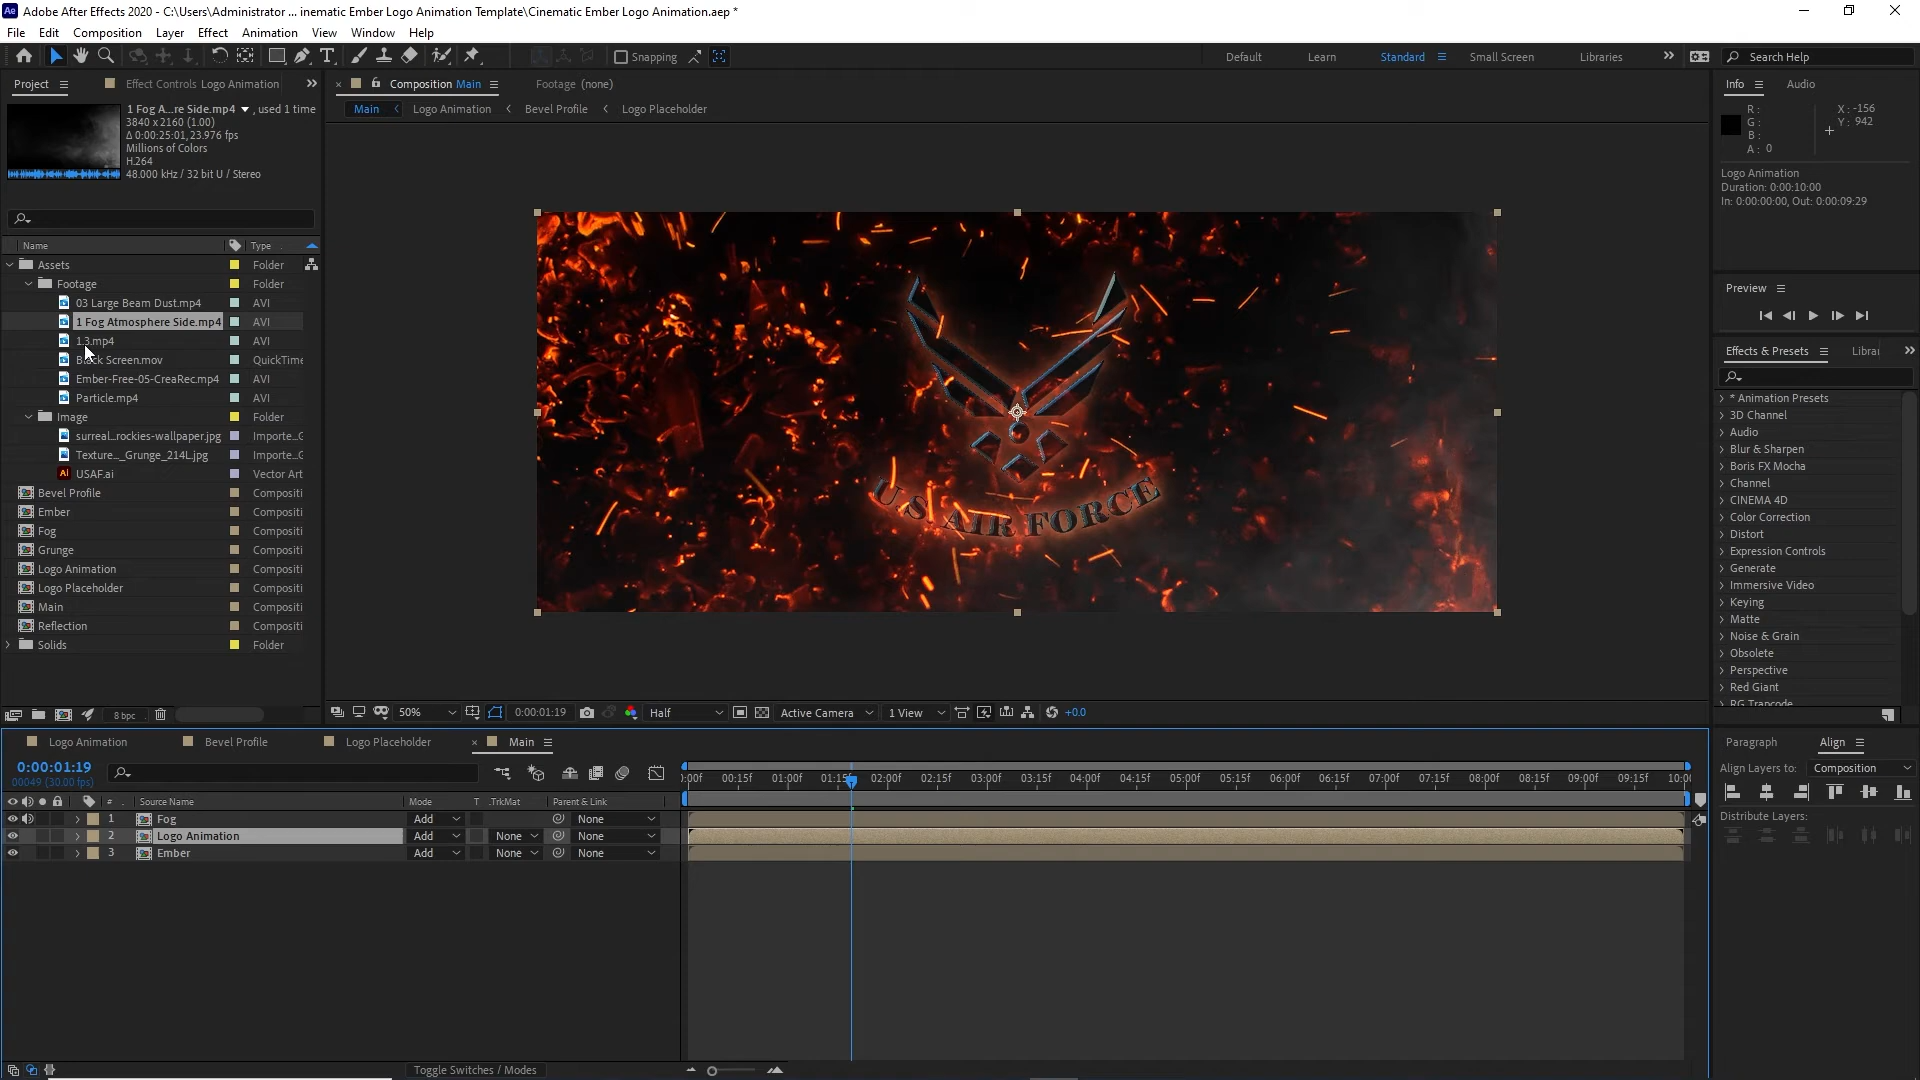 Ae Adobe After Effects 2020 - C:\Users\Administrator ... inematic Ember Logo Animation Template\Cinematic Ember Logo Animation.aep *
File Edit Composition Layer Effect Animation View Window Help
Snapping Default Learn Standard Small Screen Libraries Search Help
Project Effect Controls Logo Animation Composition Main Footage (none) Info Audio
Main Logo Animation Bevel Profile Logo Placeholder
1 Fog A...re Side.mp4 , used 1 time
3840 x 2160 (1.00)
Δ 0:00:25:01, 23.976 fps
Millions of Colors
H.264
48.000 kHz / 32 bit U / Stereo
R: X: -156
G: Y: 942
B:
A: 0
Logo Animation
Duration: 0:00:10:00
In: 0:00:00:00, Out: 0:00:09:29
Preview
Effects & Presets Librai
* Animation Presets
3D Channel
Audio
Blur & Sharpen
Boris FX Mocha
Channel
CINEMA 4D
Color Correction
Distort
Expression Controls
Generate
Immersive Video
Keying
Matte
Noise & Grain
Obsolete
Perspective
Red Giant
RG Trapcode
Name Type
Assets Folder
Footage Folder
03 Large Beam Dust.mp4 AVI
1 Fog Atmosphere Side.mp4 AVI
1.3.mp4 AVI
Black Screen.mov QuickTime
Ember-Free-05-CreaRec.mp4 AVI
Particle.mp4 AVI
Image Folder
surreal...rockies-wallpaper.jpg Importe...G
Texture..._Grunge_214L.jpg Importe...G
Ai USAF.ai Vector Art
Bevel Profile Compositi
Ember Compositi
Fog Compositi
Grunge Compositi
Logo Animation Compositi
Logo Placeholder Compositi
Main Compositi
Reflection Compositi
Solids Folder
U.S. AIR FORCE
8 bpc
50% 0:00:01:19 Half Active Camera 1 View +0.0
Logo Animation Bevel Profile Logo Placeholder Main
0:00:01:19
00049 (30.00 fps)
):00f 00:15f 01:00f 01:15f 02:00f 02:15f 03:00f 03:15f 04:00f 04:15f 05:00f 05:15f 06:00f 06:15f 07:00f 07:15f 08:00f 08:15f 09:00f 09:15f 10:00
# Source Name Mode T .TrkMat Parent & Link
1 Fog Add None
2 Logo Animation Add None None
3 Ember Add None None
Toggle Switches / Modes
Paragraph Align
Align Layers to: Composition
Distribute Layers: